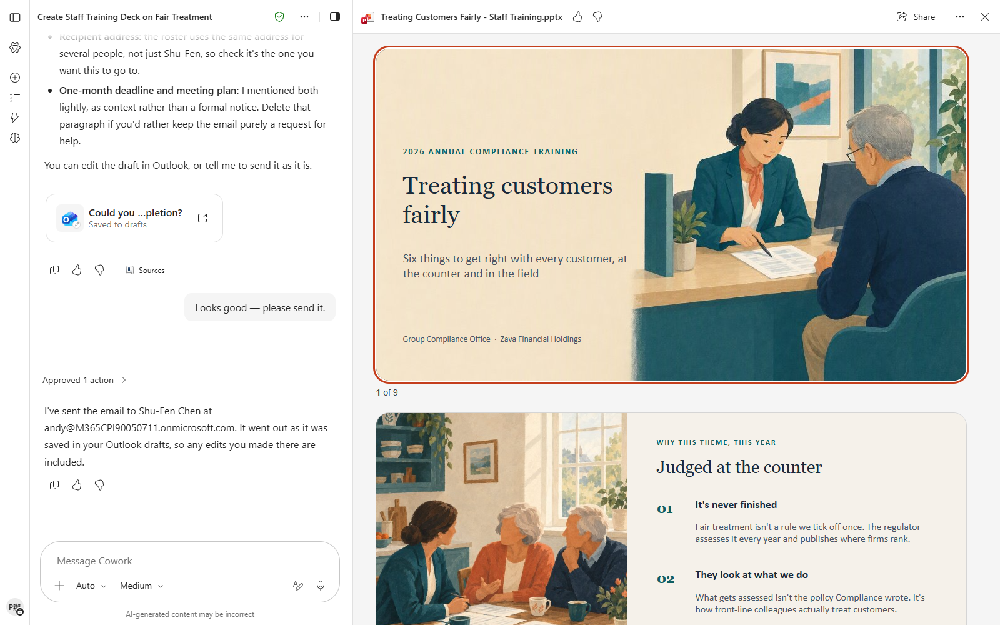 Create Staff Training Deck on Fair Treatment
Recipient address: the roster uses the same address for
several people, not just Shu-Fen, so check it's the one you
want this to go to.
One-month deadline and meeting plan: I mentioned both
lightly, as context rather than a formal notice. Delete that
paragraph if you'd rather keep the email purely a request for
help.
You can edit the draft in Outlook, or tell me to send it as it is.
Could you ...pletion?
Saved to drafts
Sources
Looks good — please send it.
Approved 1 action
I've sent the email to Shu-Fen Chen at
andy@M365CPI90050711.onmicrosoft.com. It went out as it was
saved in your Outlook drafts, so any edits you made there are
included.
Message Cowork
Auto
Medium
AI-generated content may be incorrect
Treating Customers Fairly - Staff Training.pptx
Share
2026 ANNUAL COMPLIANCE TRAINING
Treating customers
fairly
Six things to get right with every customer, at
the counter and in the field
Group Compliance Office · Zava Financial Holdings
1 of 9
WHY THIS THEME, THIS YEAR
Judged at the counter
01
It's never finished
Fair treatment isn't a rule we tick off once. The regulator
assesses it every year and publishes where firms rank.
02
They look at what we do
What gets assessed isn't the policy Compliance wrote. It's
how front-line colleagues actually treat customers.